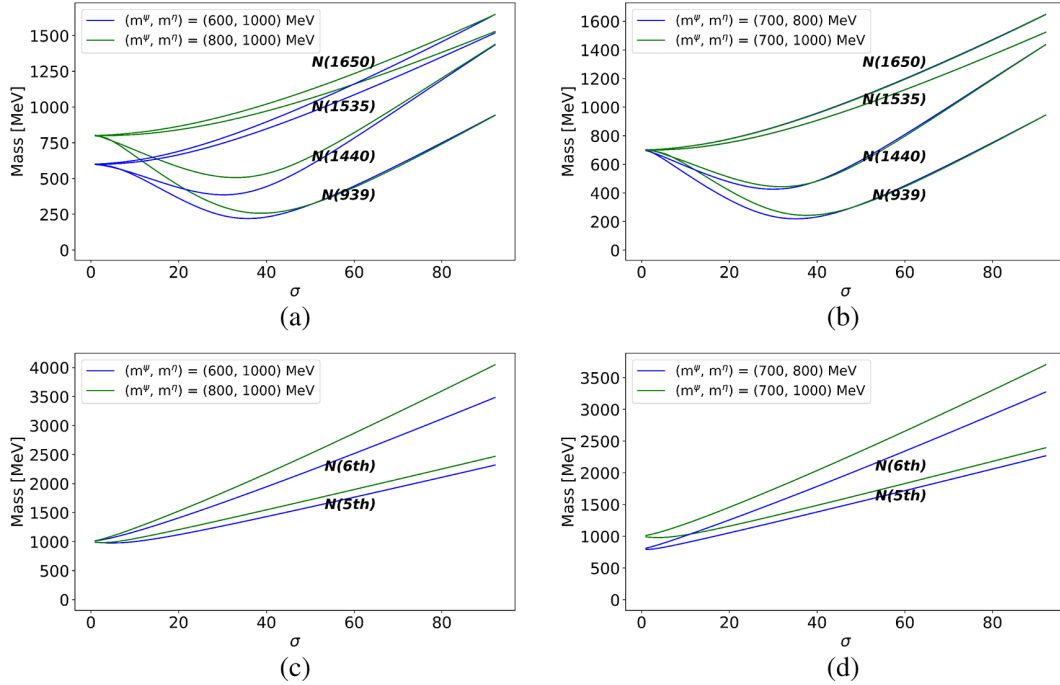 (m^ψ, m^η) = (600, 1000) MeV
(m^ψ, m^η) = (800, 1000) MeV
1500
1250
1000
750
500
250
0
Mass [MeV]
N(1650)
N(1535)
N(1440)
N(939)
0 20 40 60 80
σ
(a)
(m^ψ, m^η) = (700, 800) MeV
(m^ψ, m^η) = (700, 1000) MeV
1600
1400
1200
1000
800
600
400
200
0
Mass [MeV]
N(1650)
N(1535)
N(1440)
N(939)
0 20 40 60 80
σ
(b)
(m^ψ, m^η) = (600, 1000) MeV
(m^ψ, m^η) = (800, 1000) MeV
4000
3500
3000
2500
2000
1500
1000
500
0
Mass [MeV]
N(6th)
N(5th)
0 20 40 60 80
σ
(c)
(m^ψ, m^η) = (700, 800) MeV
(m^ψ, m^η) = (700, 1000) MeV
3500
3000
2500
2000
1500
1000
500
0
Mass [MeV]
N(6th)
N(5th)
0 20 40 60 80
σ
(d)